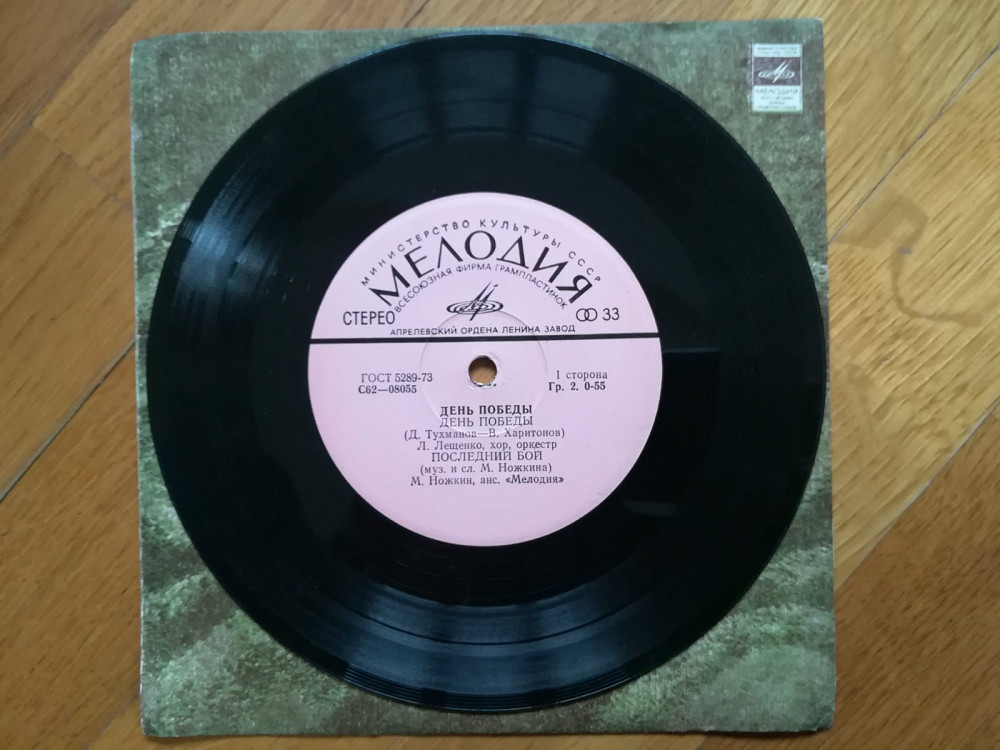 МИНИСТЕРСТВО КУЛЬТУРЫ СССР
МЕЛОДИЯ
ВСЕСОЮЗНАЯ ФИРМА ГРАМПЛАСТИНОК
СТЕРЕО
33
АПРЕЛЕВСКИЙ ОРДЕНА ЛЕНИНА ЗАВОД
ГОСТ 5289-73
С62—08055
1 сторона
Гр. 2. 0-55
ДЕНЬ ПОБЕДЫ
ДЕНЬ ПОБЕДЫ
(Д. Тухманов—В. Харитонов)
Л. Лещенко, хор, оркестр
ПОСЛЕДНИЙ БОЙ
(муз. и сл. М. Ножкина)
М. Ножкин, анс. «Мелодия»
МЕЛОДИЯ